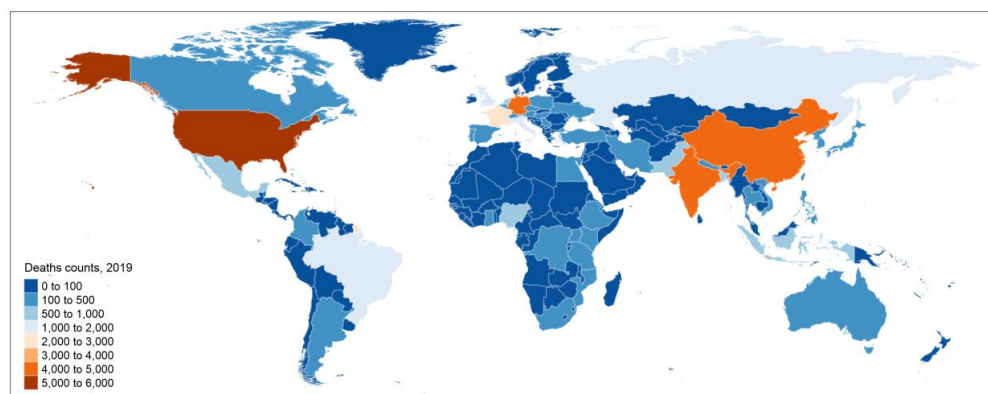 Deaths counts, 2019
0 to 100
100 to 500
500 to 1,000
1,000 to 2,000
2,000 to 3,000
3,000 to 4,000
4,000 to 5,000
5,000 to 6,000